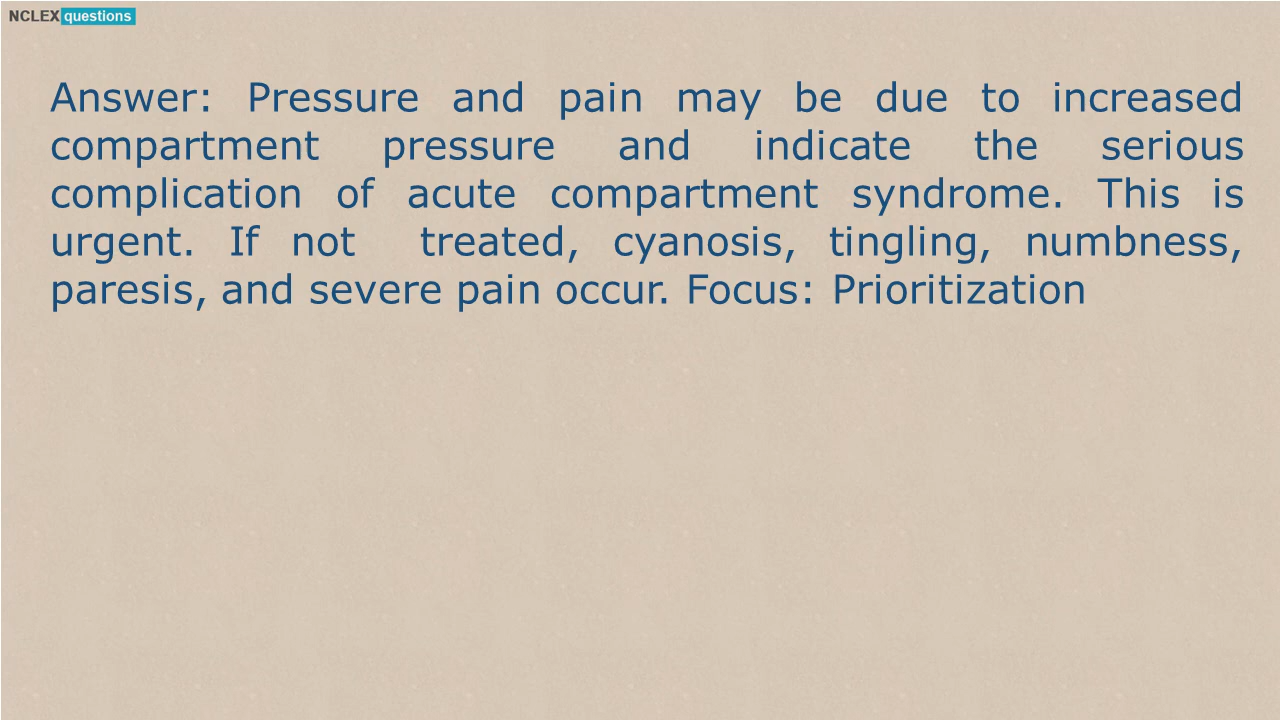 NCLEX questions
Answer: Pressure and pain may be due to increased
compartment pressure and indicate the serious
complication of acute compartment syndrome. This is
urgent. If not treated, cyanosis, tingling, numbness,
paresis, and severe pain occur. Focus: Prioritization